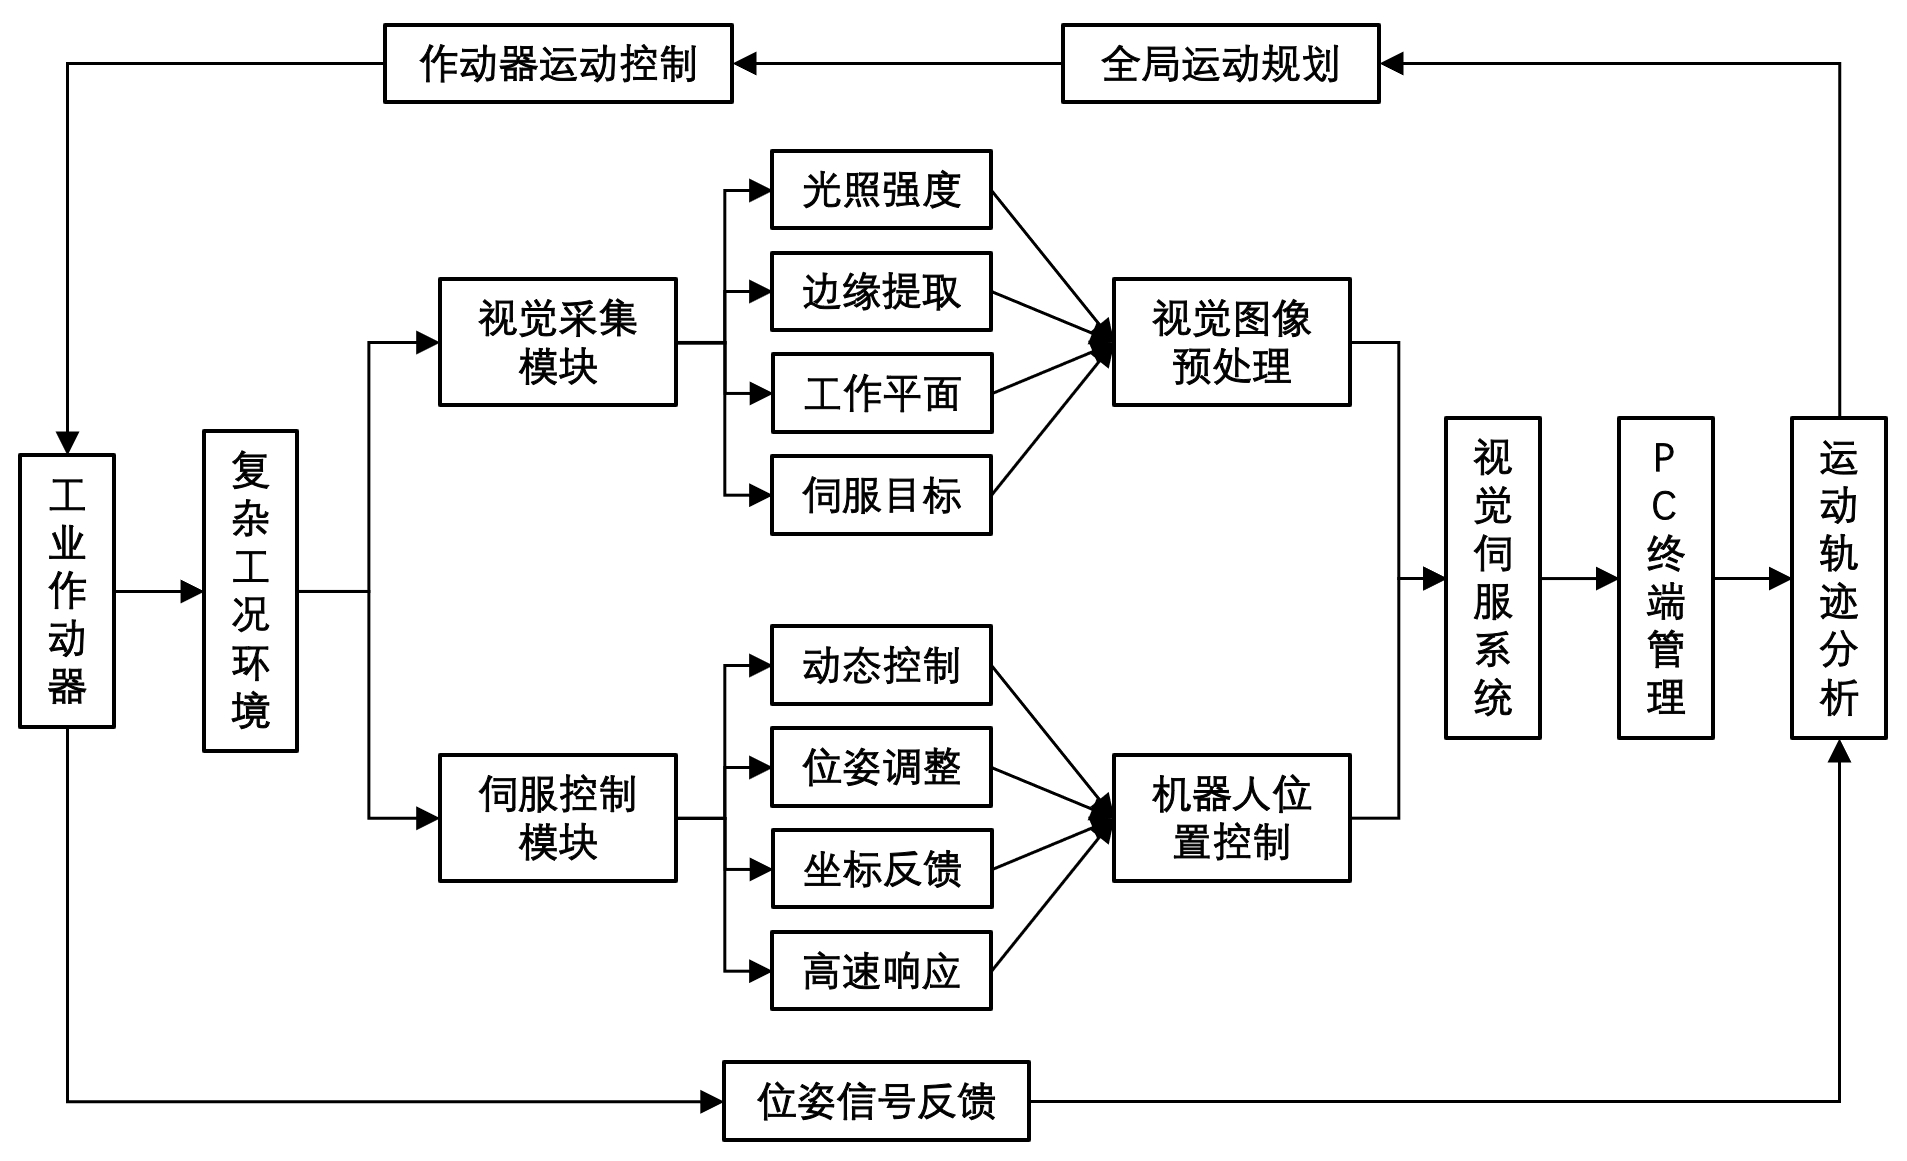 作动器运动控制
全局运动规划
光照强度
边缘提取
工作平面
伺服目标
视觉采集
模块
视觉图像
预处理
工业作动器
复杂工况环境
视觉伺服系统
PC终端管理
运动轨迹分析
动态控制
位姿调整
坐标反馈
高速响应
伺服控制
模块
机器人位
置控制
位姿信号反馈